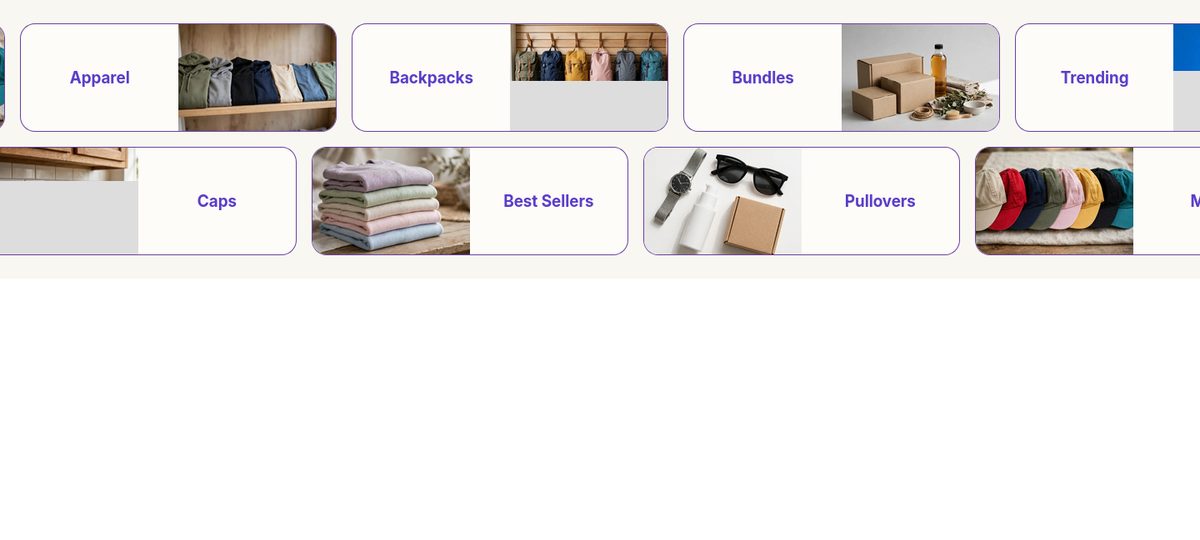 Apparel
Backpacks
Bundles
Trending
Caps
Best Sellers
Pullovers